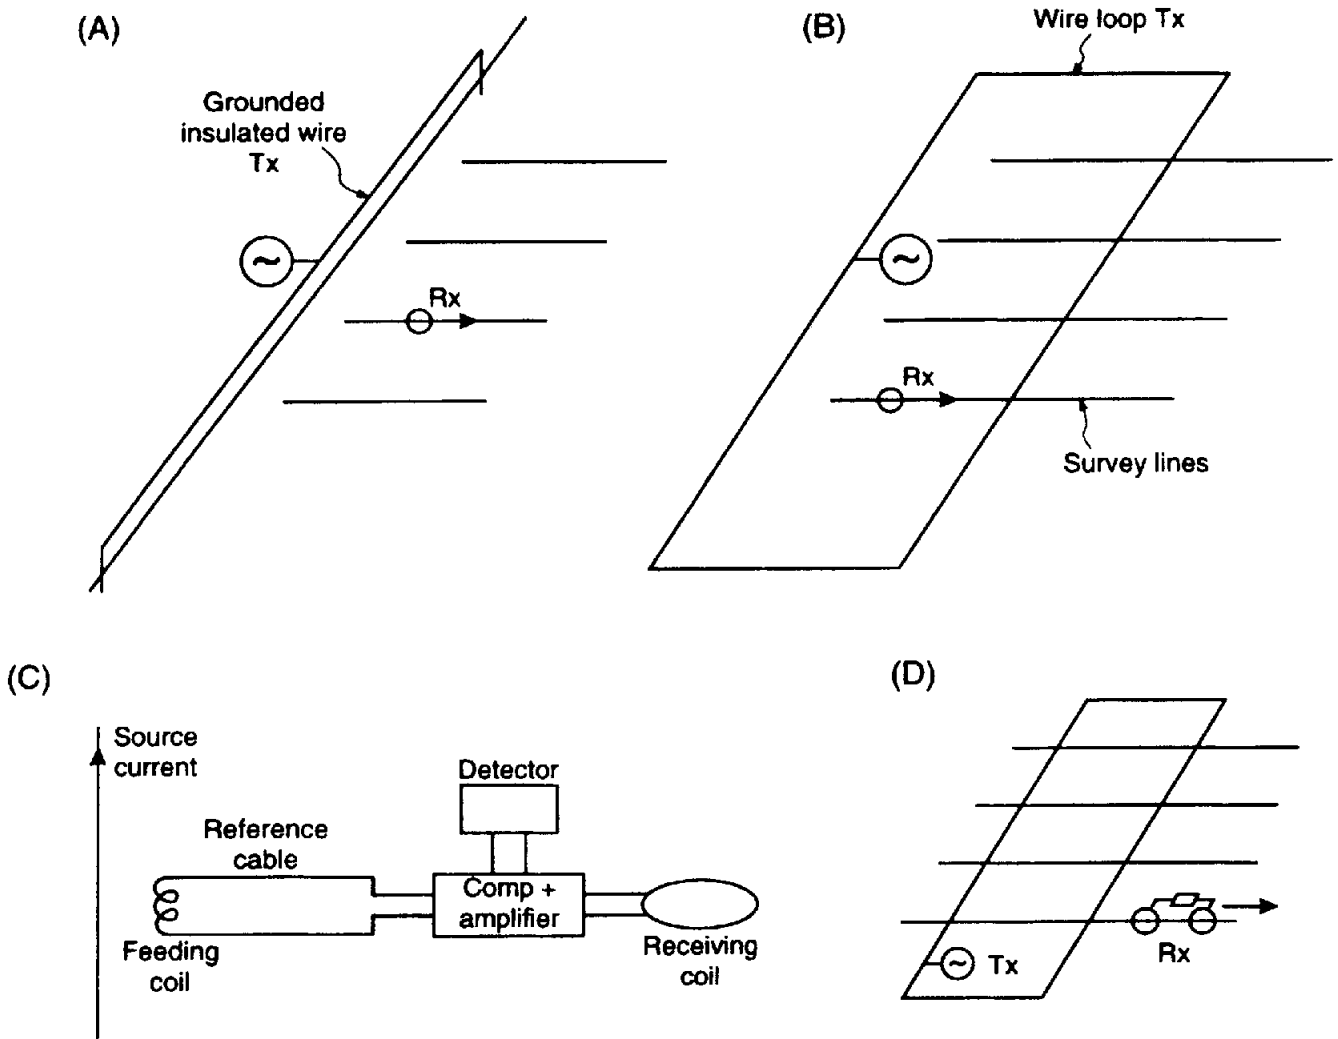 (A)
Grounded
insulated wire
Tx
~
Rx
(B)
Wire loop Tx
~
Rx
Survey lines
(C)
Source
current
Detector
Reference
cable
Comp +
amplifier
Feeding
coil
Receiving
coil
(D)
~ Tx
Rx